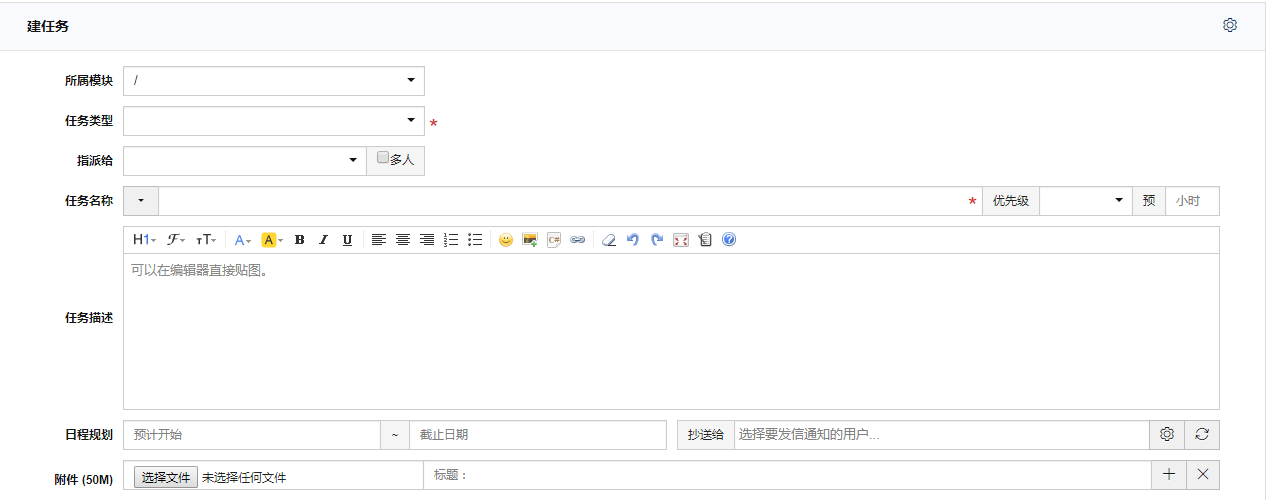 建任务
所属模块 /
任务类型 *
指派给 多人
任务名称 * 优先级 预 小时
H1 F TT A A B I U C#
可以在编辑器直接贴图。
任务描述
日程规划 预计开始 ~ 截止日期 抄送给 选择要发信通知的用户...
附件 (50M) 选择文件 未选择任何文件 标题：